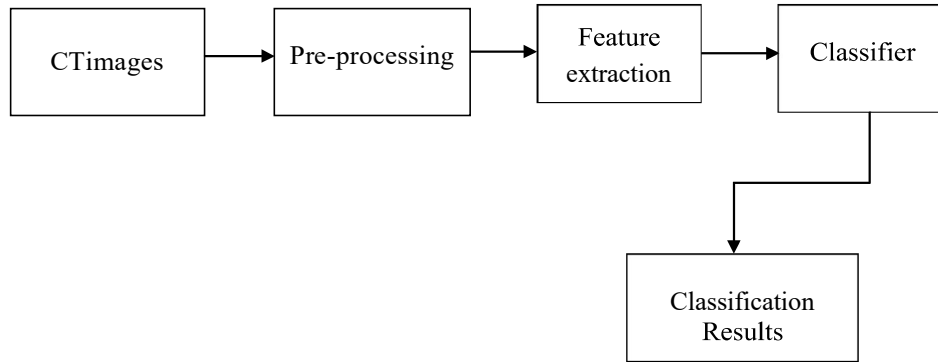 CTimages
Pre-processing
Feature
extraction
Classifier
Classification
Results